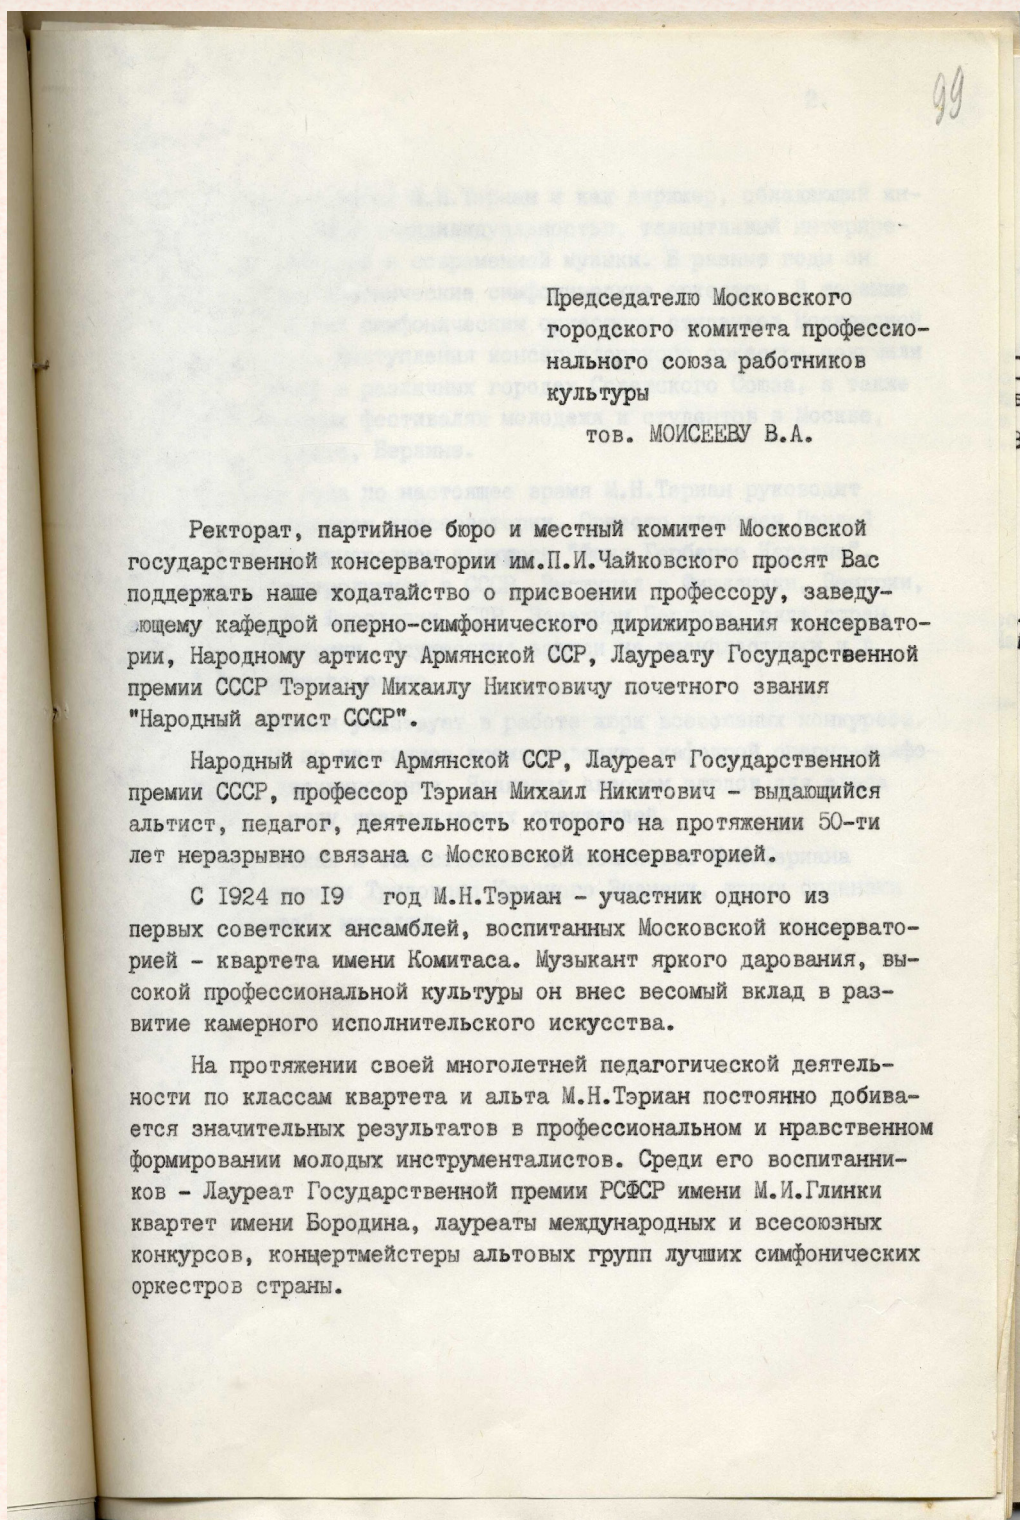 99
Председателю Московского
городского комитета профессио-
нального союза работников
культуры
тов. МОИСЕЕВУ В.А.
Ректорат, партийное бюро и местный комитет Московской
государственной консерватории им.П.И.Чайковского просят Вас
поддержать наше ходатайство о присвоении профессору, заведу-
ющему кафедрой оперно-симфонического дирижирования консервато-
рии, Народному артисту Армянской ССР, Лауреату Государственной
премии СССР Тэриану Михаилу Никитовичу почетного звания
"Народный артист СССР".
Народный артист Армянской ССР, Лауреат Государственной
премии СССР, профессор Тэриан Михаил Никитович - выдающийся
альтист, педагог, деятельность которого на протяжении 50-ти
лет неразрывно связана с Московской консерваторией.
С 1924 по 19   год М.Н.Тэриан - участник одного из
первых советских ансамблей, воспитанных Московской консервато-
рией - квартета имени Комитаса. Музыкант яркого дарования, вы-
сокой профессиональной культуры он внес весомый вклад в раз-
витие камерного исполнительского искусства.
На протяжении своей многолетней педагогической деятель-
ности по классам квартета и альта М.Н.Тэриан постоянно добива-
ется значительных результатов в профессиональном и нравственном
формировании молодых инструменталистов. Среди его воспитанни-
ков - Лауреат Государственной премии РСФСР имени М.И.Глинки
квартет имени Бородина, лауреаты международных и всесоюзных
конкурсов, концертмейстеры альтовых групп лучших симфонических
оркестров страны.